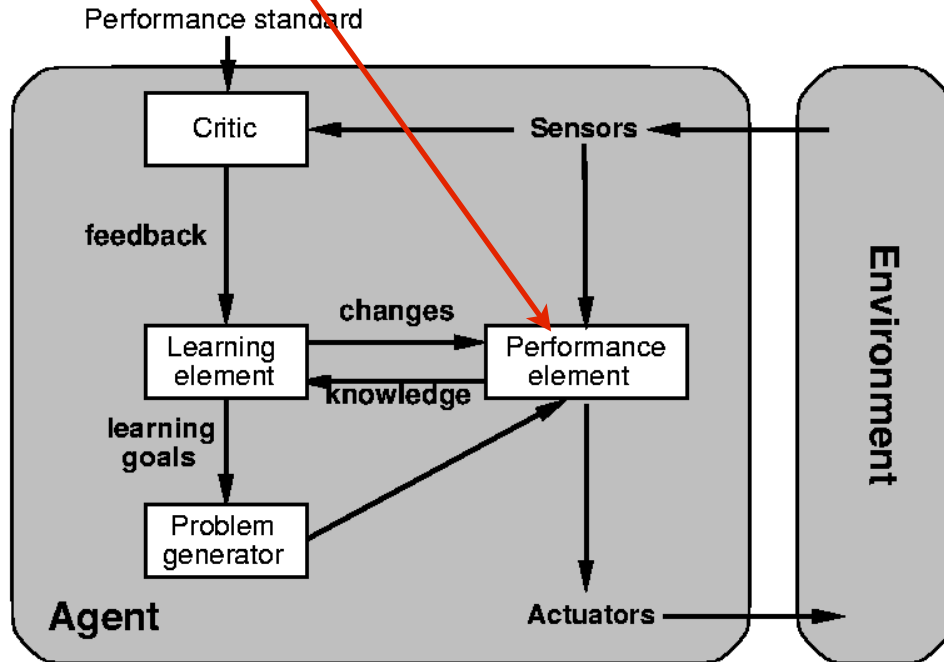 Performance standard
Critic
Sensors
feedback
changes
Learning
element
Performance
element
knowledge
learning
goals
Problem
generator
Agent
Actuators
Environment